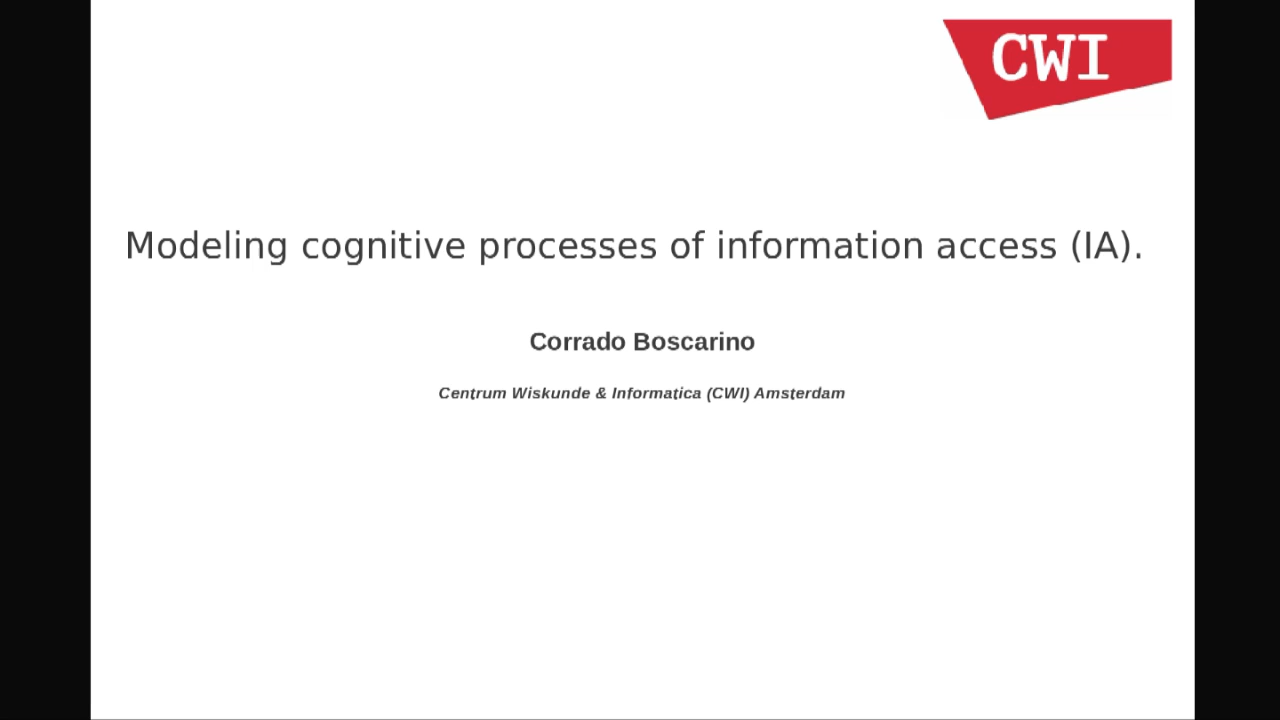 CWI
Modeling cognitive processes of information access (IA).
Corrado Boscarino
Centrum Wiskunde & Informatica (CWI) Amsterdam